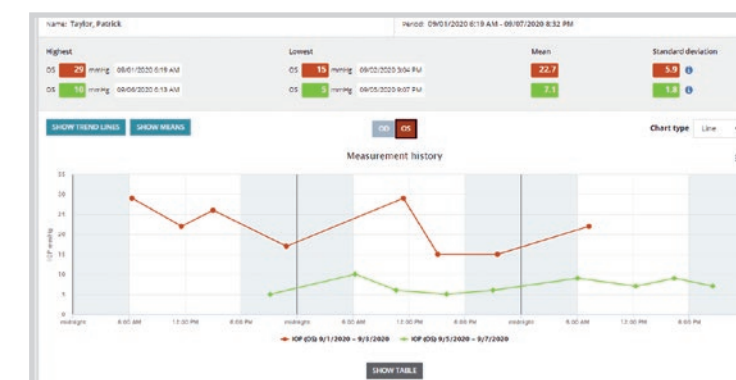 Name: Taylor, Patrick
Period: 09/01/2020 6:19 AM - 09/07/2020 8:32 PM
Highest Lowest Mean Standard deviation
OS 29 mmHg 09/01/2020 6:19 AM OS 15 mmHg 09/02/2020 3:04 PM 22.7 5.9
OS 10 mmHg 09/06/2020 6:13 AM OS 5 mmHg 09/05/2020 9:07 PM 7.1 1.8
SHOW TREND LINES SHOW MEANS OD OS Chart type Line
Measurement history
IOP mmHg
35
30
20
15
10
5
0
midnight 6:00 AM 12:00 PM 6:00 PM midnight 6:00 AM 12:00 PM 6:00 PM midnight 6:00 AM 12:00 PM 6:00 PM
IOP (OS) 9/1/2020 – 9/3/2020 IOP (OS) 9/5/2020 – 9/7/2020
SHOW TABLE